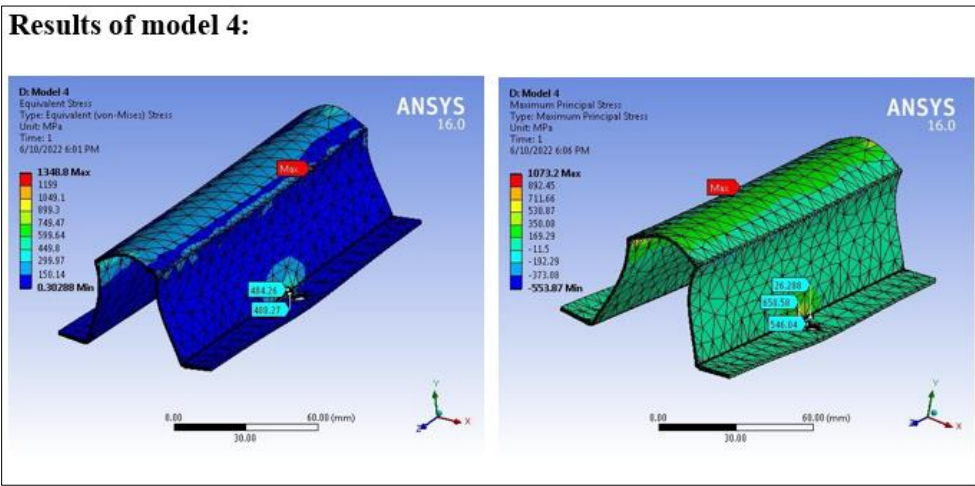 Results of model 4:
D: Model 4
Equivalent Stress
Type: Equivalent (von-Mises) Stress
Unit: MPa
Time: 1
6/10/2022 6:01 PM
ANSYS
16.0
1348.8 Max
1199
1049.1
899.3
749.47
599.64
449.8
299.97
150.14
0.30288 Min
Max
484.26
408.27
0.00
60.00 (mm)
30.00
Y
Z
X
D: Model 4
Maximum Principal Stress
Type: Maximum Principal Stress
Unit: MPa
Time: 1
6/10/2022 6:06 PM
ANSYS
16.0
1073.2 Max
892.45
711.66
530.87
350.08
169.29
-11.5
-192.29
-373.08
-553.87 Min
Max
26.288
658.58
546.04
0.00
60.00 (mm)
30.00
Y
Z
X